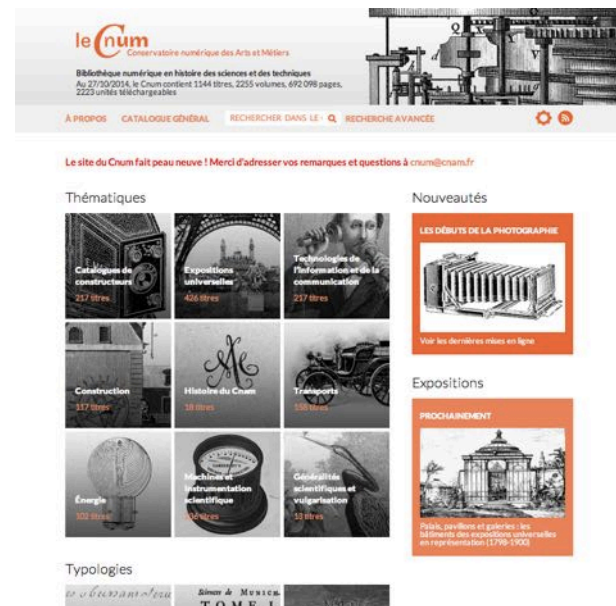 le Cnum
Conservatoire numérique des Arts et Métiers
Bibliothèque numérique en histoire des sciences et des techniques
Au 27/10/2014, le Cnum contient 1144 titres, 2255 volumes, 692 098 pages,
2223 unités téléchargeables
À PROPOS CATALOGUE GÉNÉRAL RECHERCHER DANS LE RECHERCHE AVANCÉE
Le site du Cnum fait peau neuve ! Merci d'adresser vos remarques et questions à cnum@cnam.fr
Thématiques
Catalogues de
constructeurs
217 titres
Expositions
universelles
426 titres
Technologies de
l'information et de la
communication
217 titres
Construction
117 titres
Histoire du Cnam
18 titres
Transports
158 titres
Énergie
102 titres
Machines et
instrumentation
scientifique
titres
Généralités
scientifiques et
vulgarisation
13 titres
Nouveautés
LES DÉBUTS DE LA PHOTOGRAPHIE
Voir les dernières mises en ligne
Expositions
PROCHAINEMENT
Palais, pavillons et galeries : les
bâtiments des expositions universelles
en représentation (1798-1900)
Typologies
Sciences de MUNICH.
TOME I